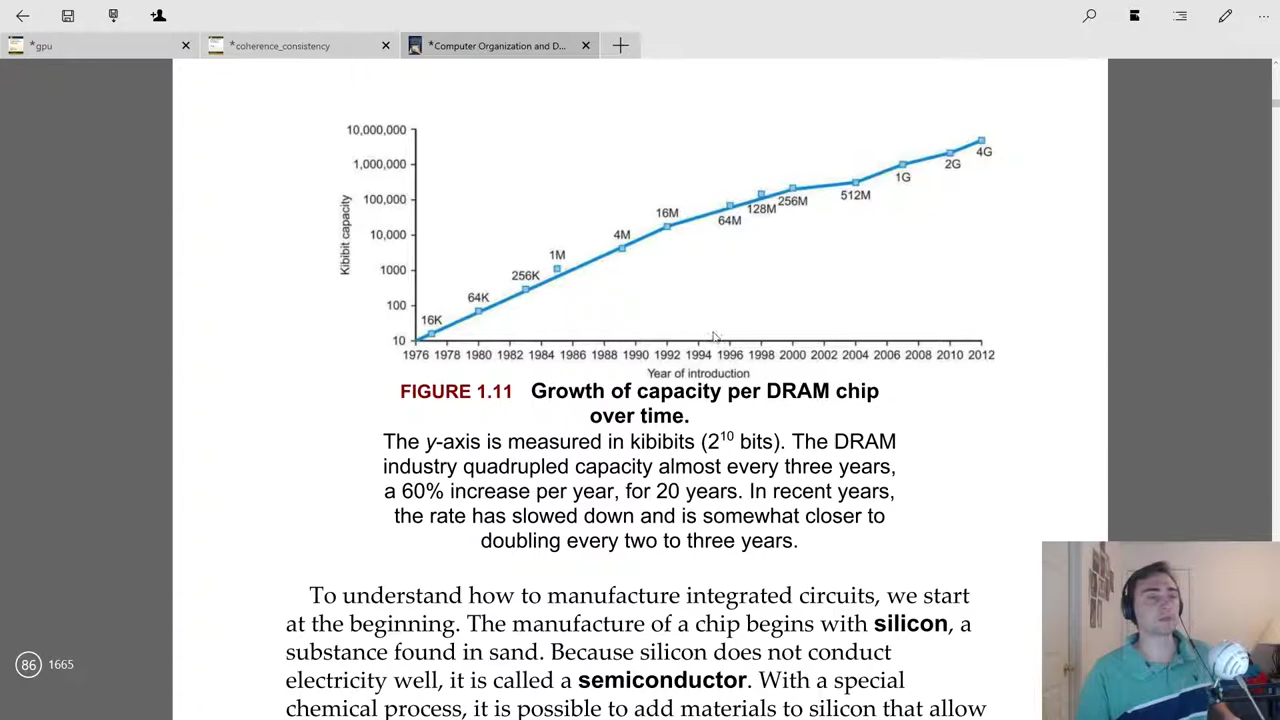 *gpu
*coherence_consistency
*Computer Organization and D...
10,000,000
1,000,000
100,000
10,000
1000
100
10
Kibibit capacity
16K
64K
256K
1M
4M
16M
64M
128M
256M
512M
1G
2G
4G
1976 1978 1980 1982 1984 1986 1988 1990 1992 1994 1996 1998 2000 2002 2004 2006 2008 2010 2012
Year of introduction
FIGURE 1.11 Growth of capacity per DRAM chip
over time.
The y-axis is measured in kibibits (2¹⁰ bits). The DRAM
industry quadrupled capacity almost every three years,
a 60% increase per year, for 20 years. In recent years,
the rate has slowed down and is somewhat closer to
doubling every two to three years.
To understand how to manufacture integrated circuits, we start
at the beginning. The manufacture of a chip begins with silicon, a
substance found in sand. Because silicon does not conduct
electricity well, it is called a semiconductor. With a special
chemical process, it is possible to add materials to silicon that allow
86 1665